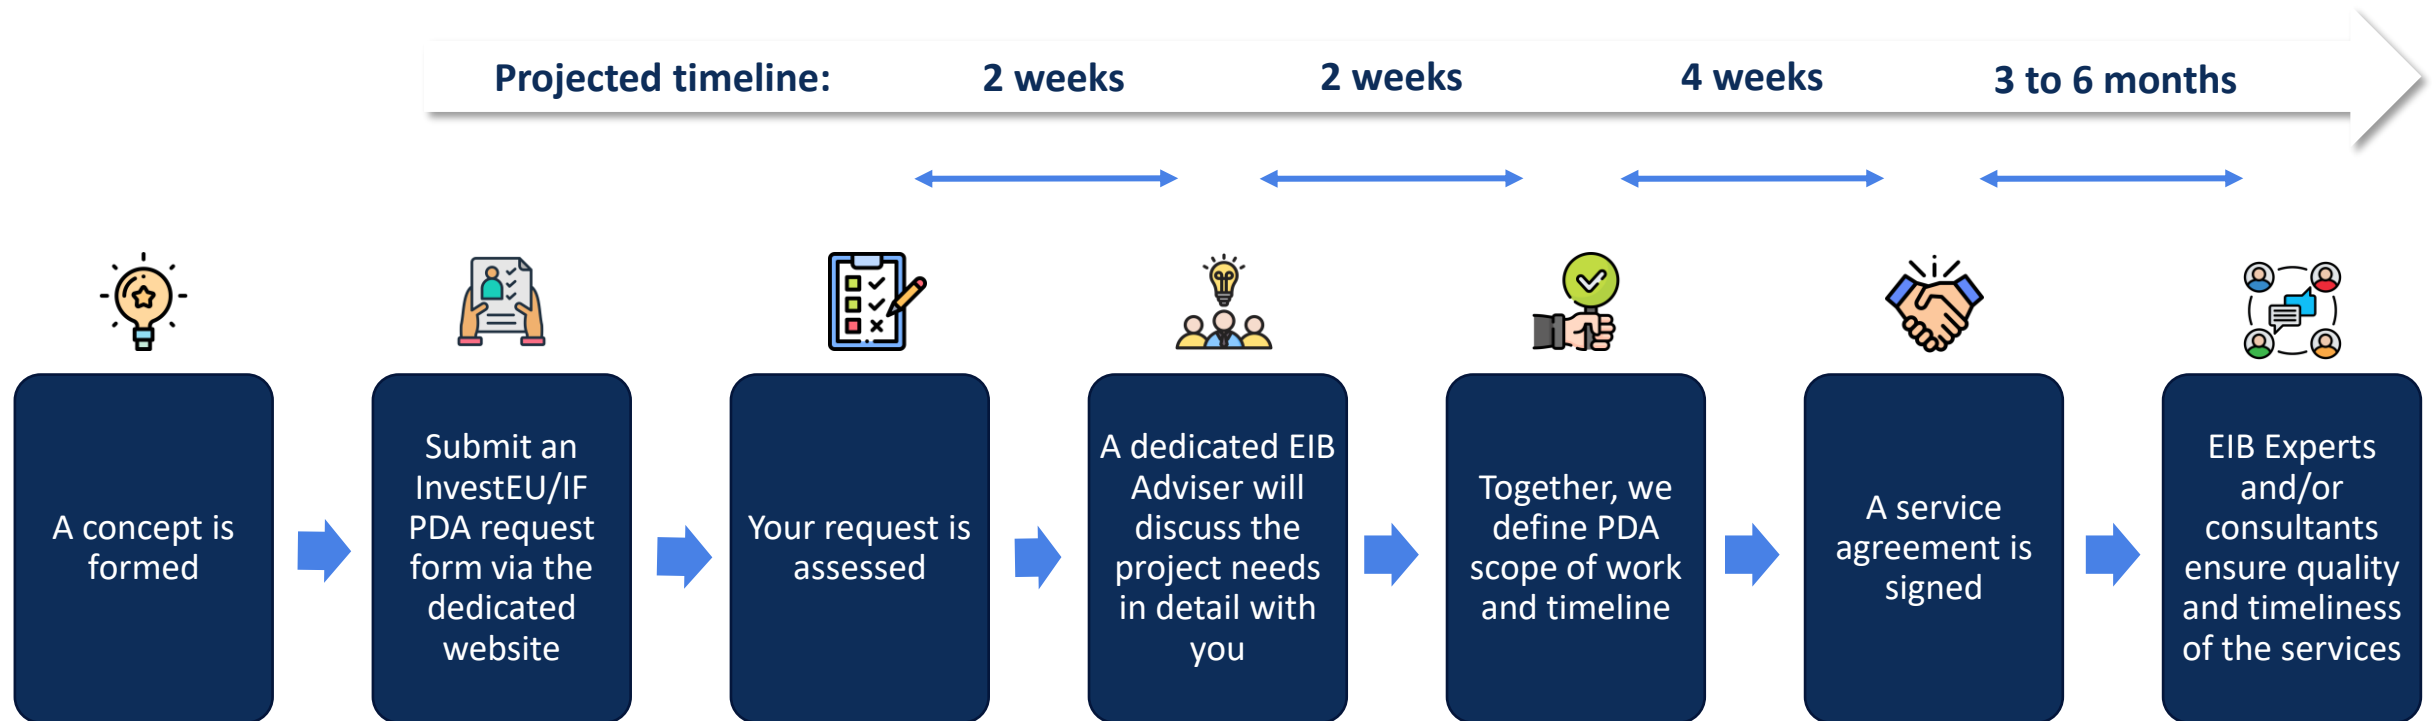 Projected timeline:
2 weeks
2 weeks
4 weeks
3 to 6 months
A concept is
formed
Submit an
InvestEU/IF
PDA request
form via the
dedicated
website
Your request is
assessed
A dedicated EIB
Adviser will
discuss the
project needs
in detail with
you
Together, we
define PDA
scope of work
and timeline
A service
agreement is
signed
EIB Experts
and/or
consultants
ensure quality
and timeliness
of the services